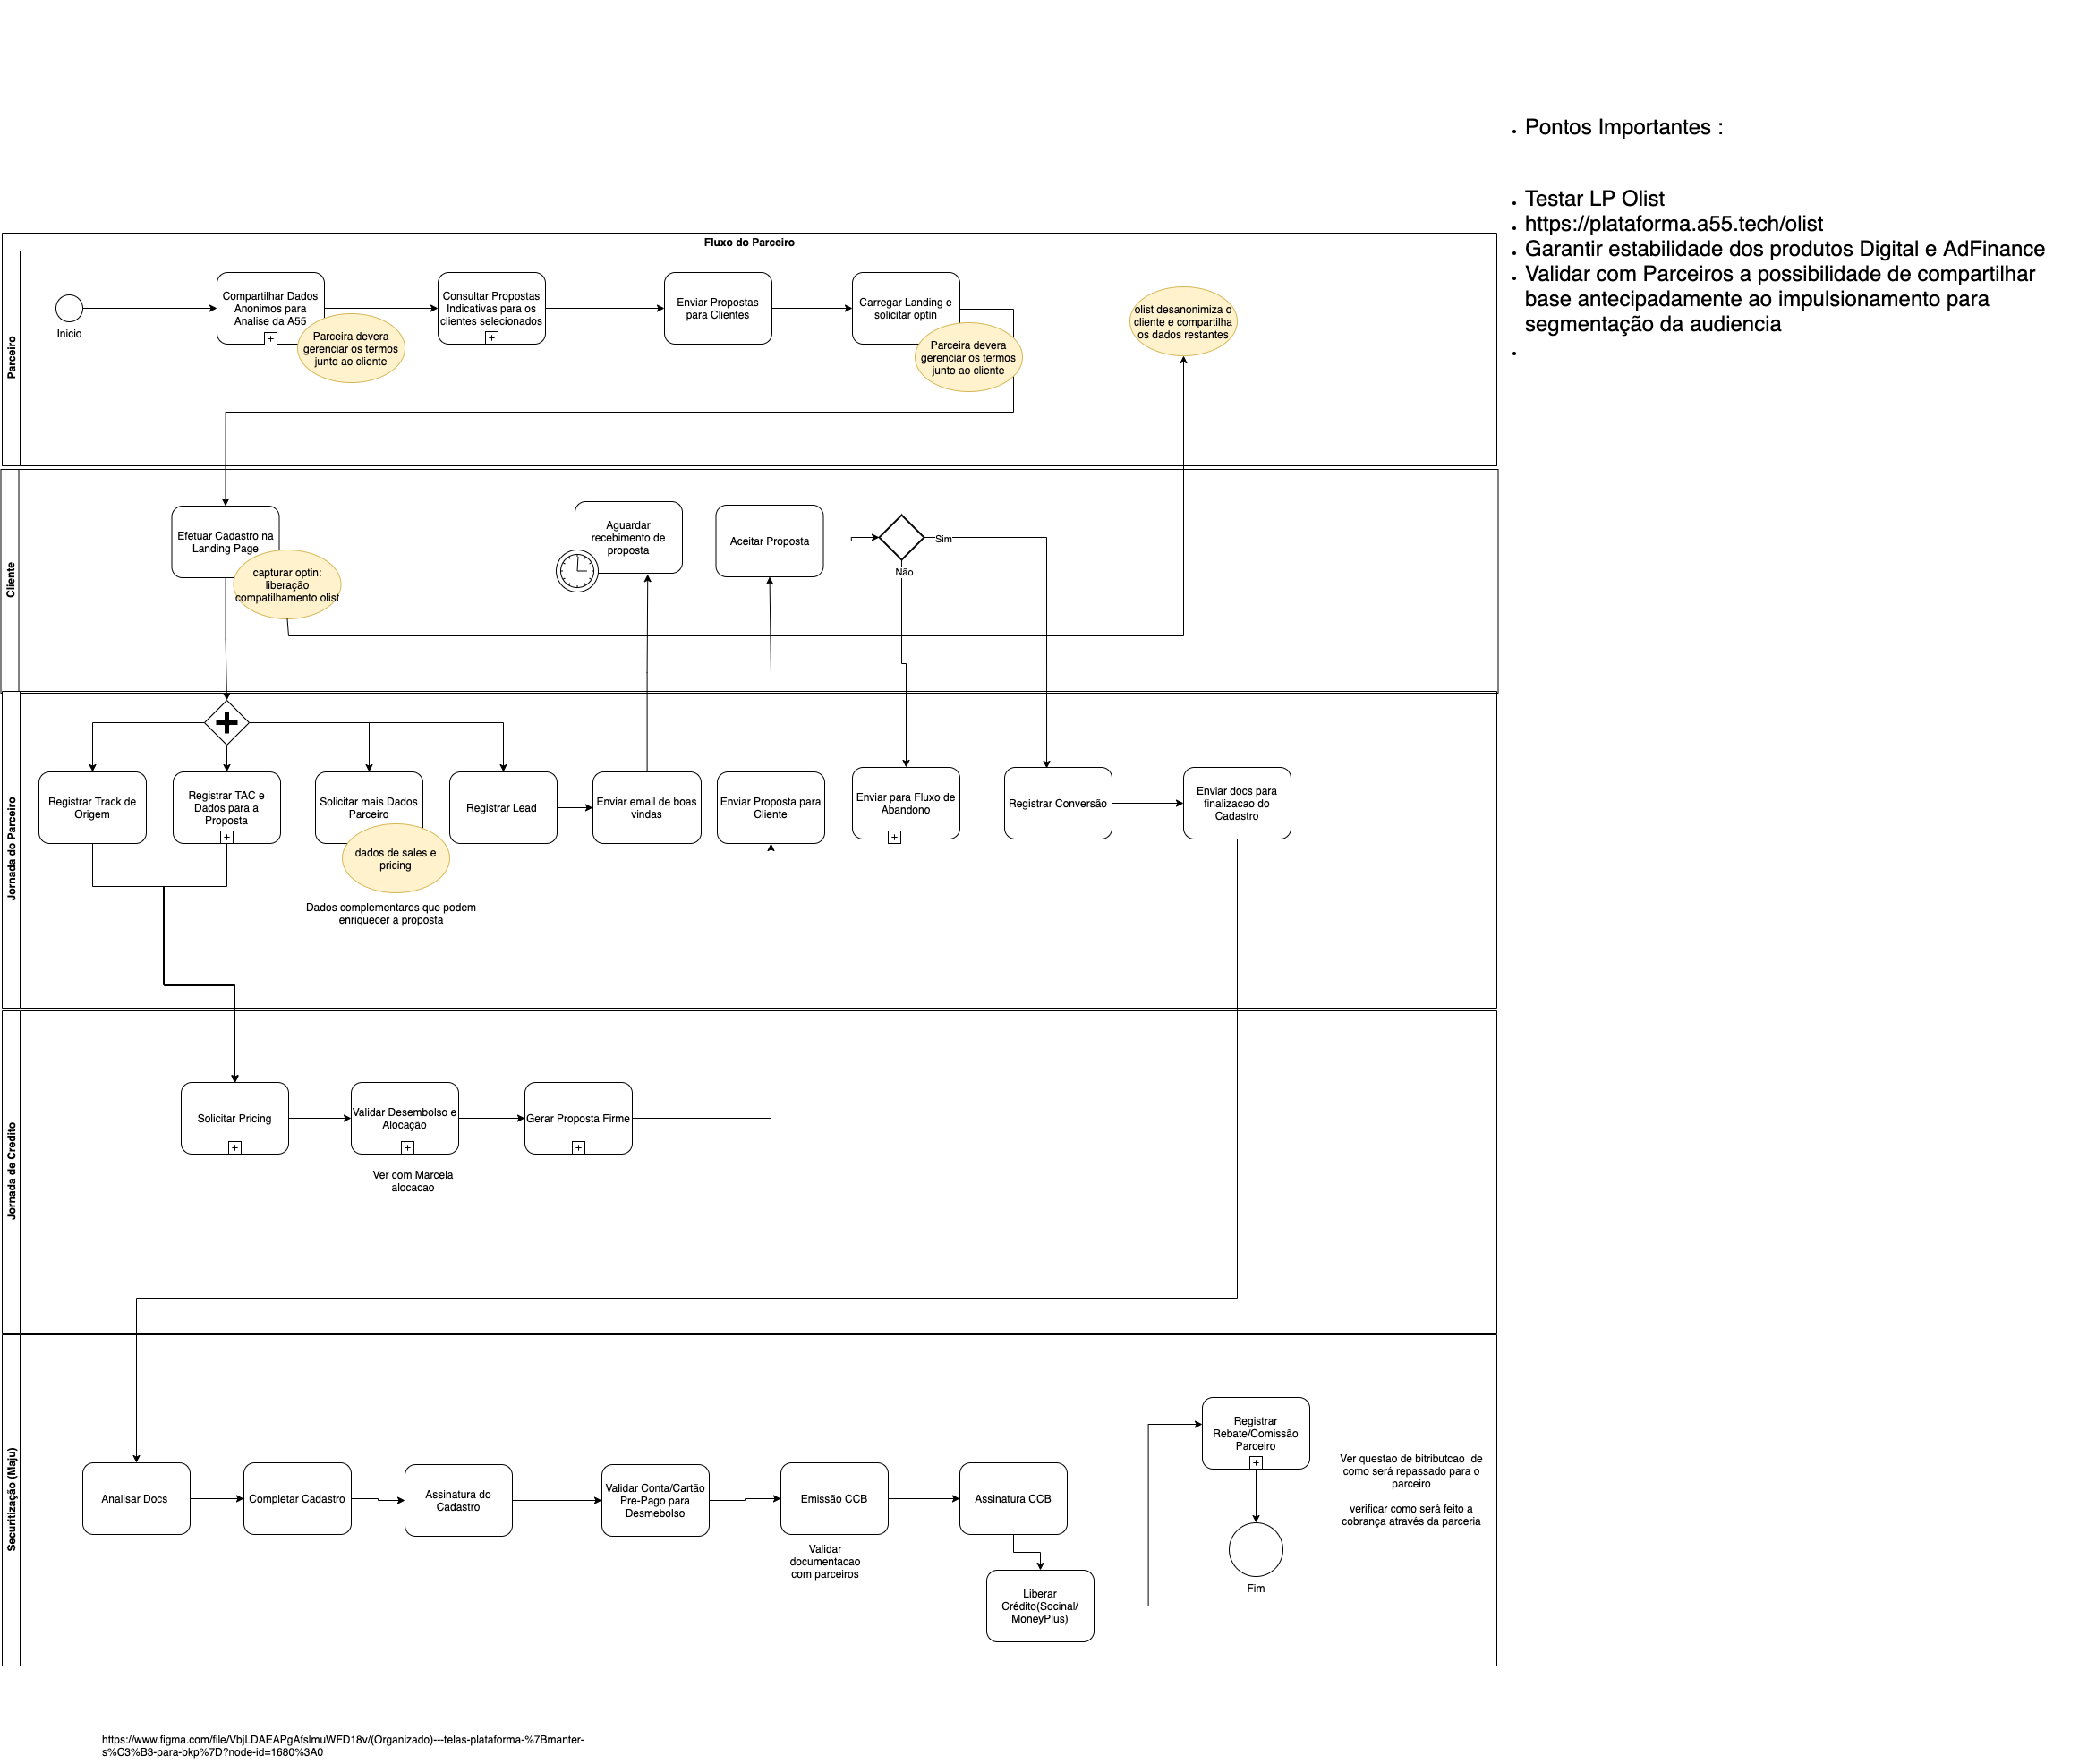 Pontos Importantes :
Testar LP Olist
https://plataforma.a55.tech/olist
Garantir estabilidade dos produtos Digital e AdFinance
Validar com Parceiros a possibilidade de compartilhar
base antecipadamente ao impulsionamento para
segmentação da audiencia
Fluxo do Parceiro
Parceiro
Inicio
Compartilhar Dados
Anonimos para
Analise da A55
Parceira devera
gerenciar os termos
junto ao cliente
Consultar Propostas
Indicativas para os
clientes selecionados
Enviar Propostas
para Clientes
Carregar Landing e
solicitar optin
Parceira devera
gerenciar os termos
junto ao cliente
olist desanonimiza o
cliente e compartilha
os dados restantes
Cliente
Efetuar Cadastro na
Landing Page
capturar optin:
liberação
compatilhamento olist
Aguardar
recebimento de
proposta
Aceitar Proposta
Sim
Não
Jornada do Parceiro
Registrar Track de
Origem
Registrar TAC e
Dados para a
Proposta
Solicitar mais Dados
Parceiro
dados de sales e
pricing
Dados complementares que podem
enriquecer a proposta
Registrar Lead
Enviar email de boas
vindas
Enviar Proposta para
Cliente
Enviar para Fluxo de
Abandono
Registrar Conversão
Enviar docs para
finalizacao do
Cadastro
Jornada de Credito
Solicitar Pricing
Validar Desembolso e
Alocação
Ver com Marcela
alocacao
Gerar Proposta Firme
Securitização (Maju)
Analisar Docs
Completar Cadastro
Assinatura do
Cadastro
Validar Conta/Cartão
Pre-Pago para
Desmebolso
Emissão CCB
Validar
documentacao
com parceiros
Assinatura CCB
Liberar
Crédito(Socinal/
MoneyPlus)
Registrar
Rebate/Comissão
Parceiro
Fim
Ver questao de bitributcao  de
como será repassado para o
parceiro
verificar como será feito a
cobrança através da parceria
https://www.figma.com/file/VbjLDAEAPgAfslmuWFD18v/(Organizado)---telas-plataforma-%7Bmanter-
s%C3%B3-para-bkp%7D?node-id=1680%3A0